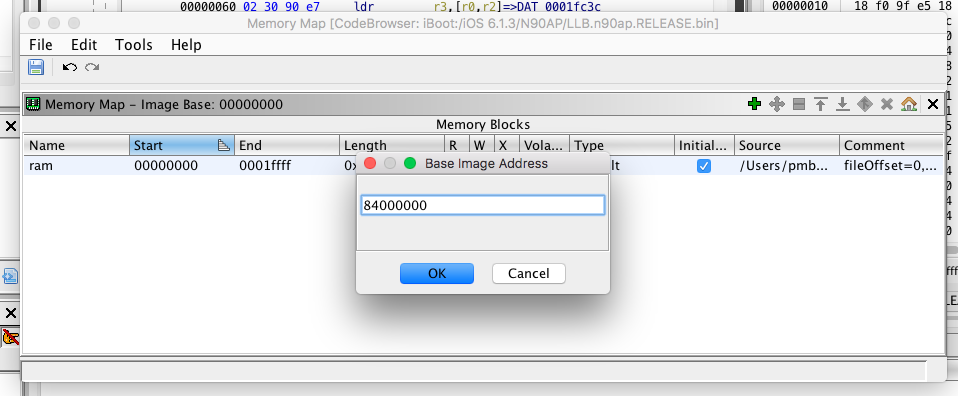 00000060 02 30 90 e7 ldr r3,[r0,r2]=>DAT_0001fc3c
00000010 18 f0 9f e5 18
Memory Map [CodeBrowser: iBoot:/iOS 6.1.3/N90AP/LLB.n90ap.RELEASE.bin]
File Edit Tools Help
Memory Map - Image Base: 00000000
Memory Blocks
Name Start End Length R W X Vola... Type Initial... Source Comment
ram 00000000 0001ffff 0x lt /Users/pmb... fileOffset=0,...
Base Image Address
84000000
OK Cancel